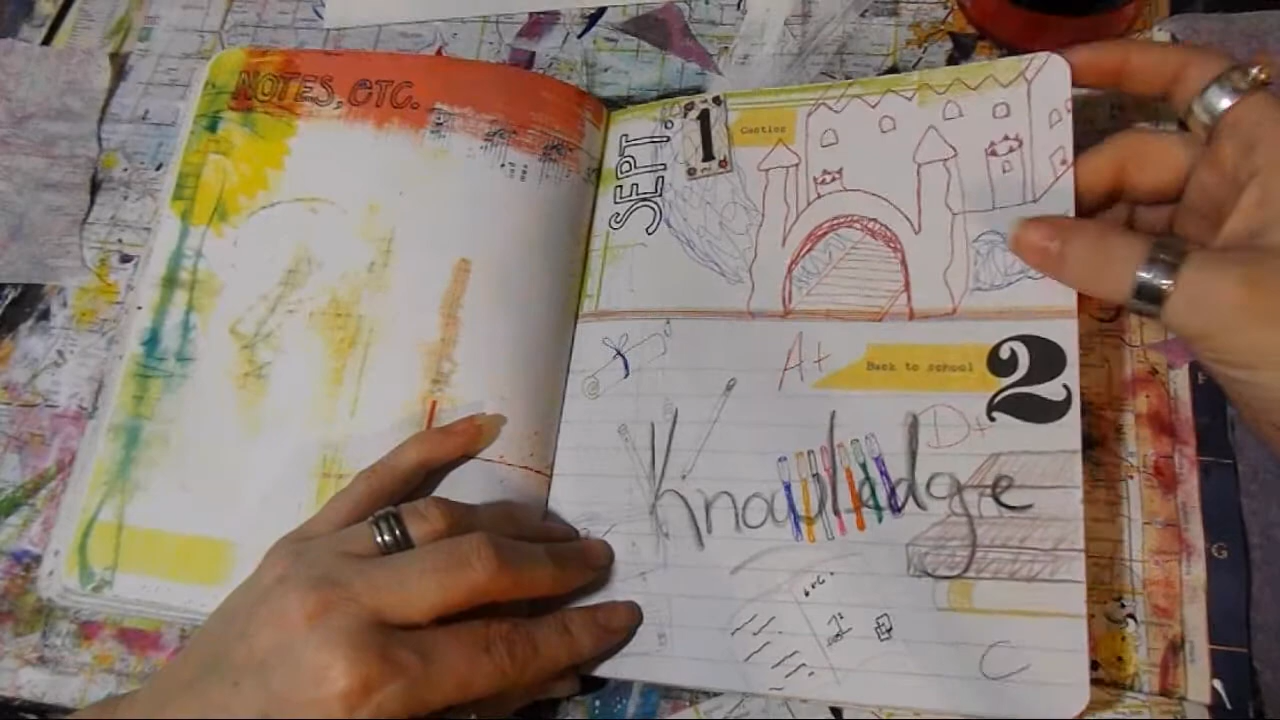 NOTES, ETC.
SEPT.
1
Castles
A+
Back to school
2
D+
Knowledge
C